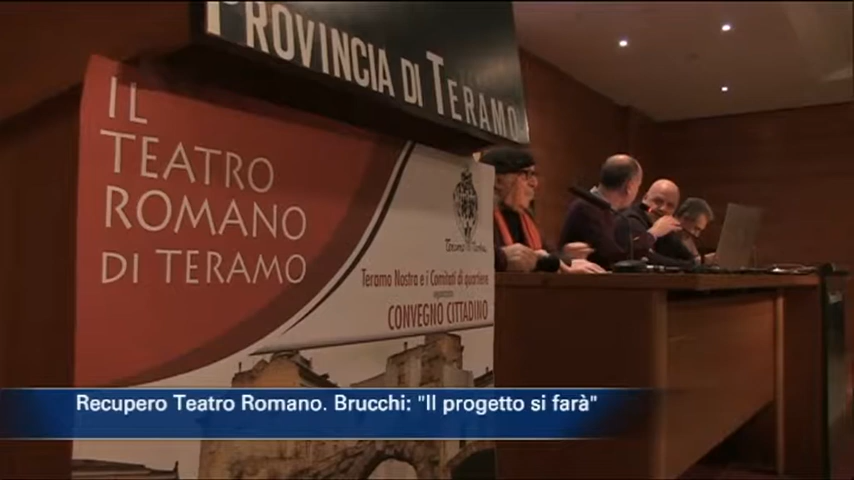 PROVINCIA DI TERAMO
IL
TEATRO
ROMANO
DI TERAMO
Teramo Nostra e i Comitati di quartiere
CONVEGNO CITTADINO
Recupero Teatro Romano. Brucchi: "Il progetto si farà"